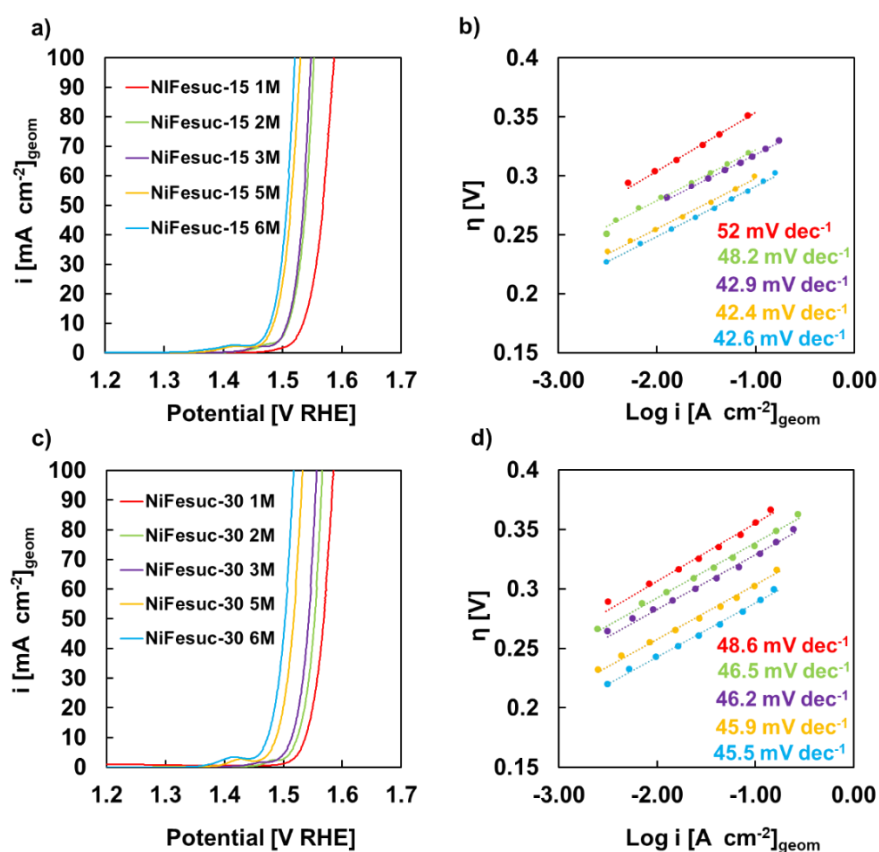 a)
100
90
80
70
60
50
40
30
20
10
0
i [mA cm⁻²]geom
NIFesuc-15 1M
NiFesuc-15 2M
NiFesuc-15 3M
NiFesuc-15 5M
NiFesuc-15 6M
1.2 1.3 1.4 1.5 1.6 1.7
Potential [V RHE]
b)
0.4
0.35
0.3
0.25
0.2
0.15
η [V]
52 mV dec⁻¹
48.2 mV dec⁻¹
42.9 mV dec⁻¹
42.4 mV dec⁻¹
42.6 mV dec⁻¹
-3.00 -2.00 -1.00 0.00
Log i [A cm⁻²]geom
c)
100
90
80
70
60
50
40
30
20
10
0
i [mA cm⁻²]geom
NiFesuc-30 1M
NiFesuc-30 2M
NiFesuc-30 3M
NiFesuc-30 5M
NiFesuc-30 6M
1.2 1.3 1.4 1.5 1.6 1.7
Potential [V RHE]
d)
0.4
0.35
0.3
0.25
0.2
0.15
η [V]
48.6 mV dec⁻¹
46.5 mV dec⁻¹
46.2 mV dec⁻¹
45.9 mV dec⁻¹
45.5 mV dec⁻¹
-3.00 -2.00 -1.00 0.00
Log i [A cm⁻²]geom